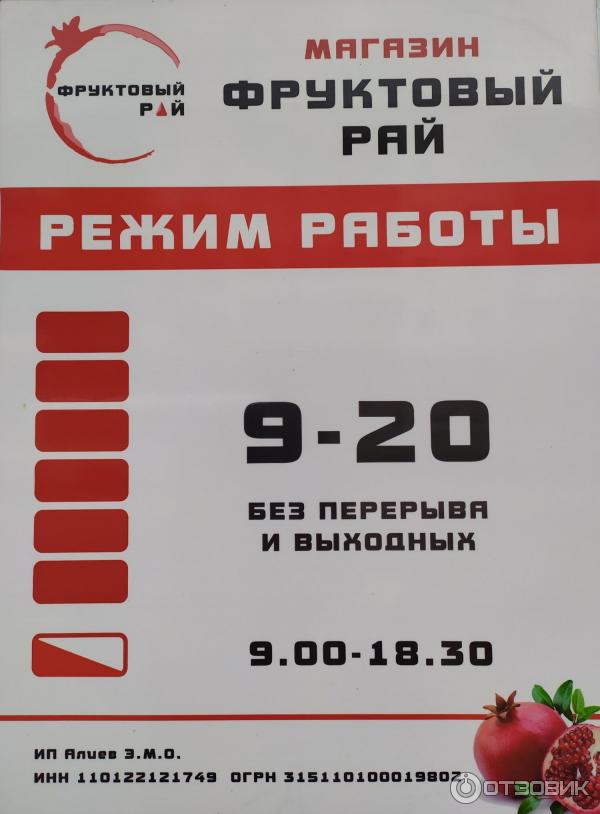 ФРУКТОВЫЙ
РАЙ
МАГАЗИН
ФРУКТОВЫЙ
РАЙ
РЕЖИМ РАБОТЫ
9-20
БЕЗ ПЕРЕРЫВА
И ВЫХОДНЫХ
9.00-18.30
ИП Алиев З.М.О.
ИНН 110122121749 ОГРН 315110100019802
ОТЗОВИК